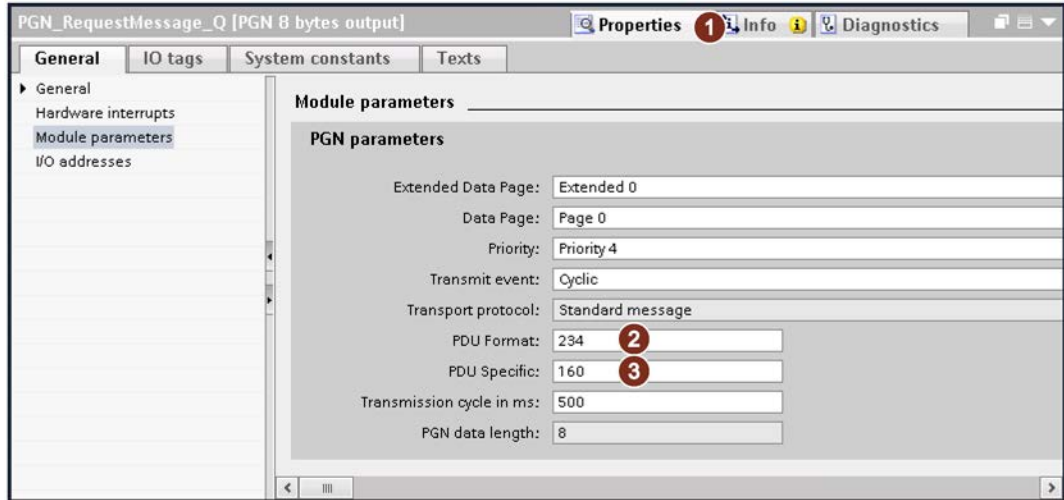 PGN_RequestMessage_Q [PGN 8 bytes output] Properties 1 Info Diagnostics
General IO tags System constants Texts
General
Hardware interrupts
Module parameters
I/O addresses
Module parameters
PGN parameters
Extended Data Page: Extended 0
Data Page: Page 0
Priority: Priority 4
Transmit event: Cyclic
Transport protocol: Standard message
PDU Format: 234 2
PDU Specific: 160 3
Transmission cycle in ms: 500
PGN data length: 8